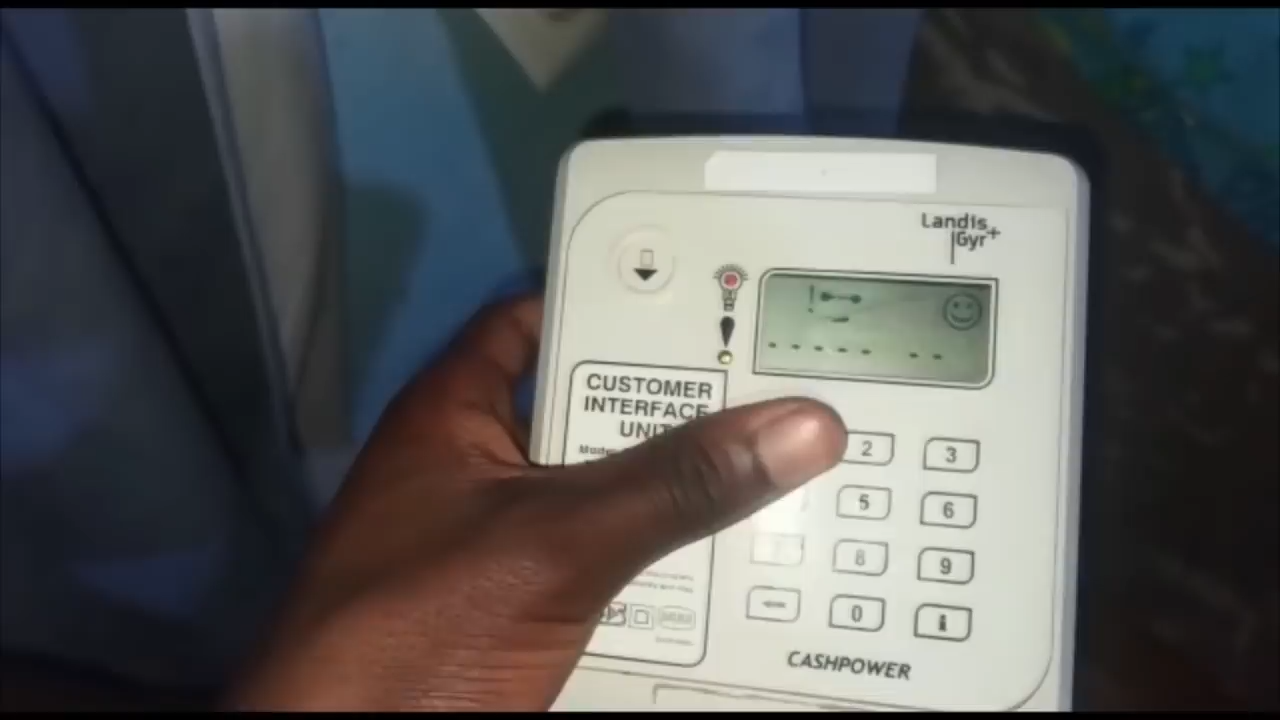 Landis
Gyr+
CUSTOMER
INTERFACE
UNIT
2
3
5
6
8
9
0
i
CASHPOWER